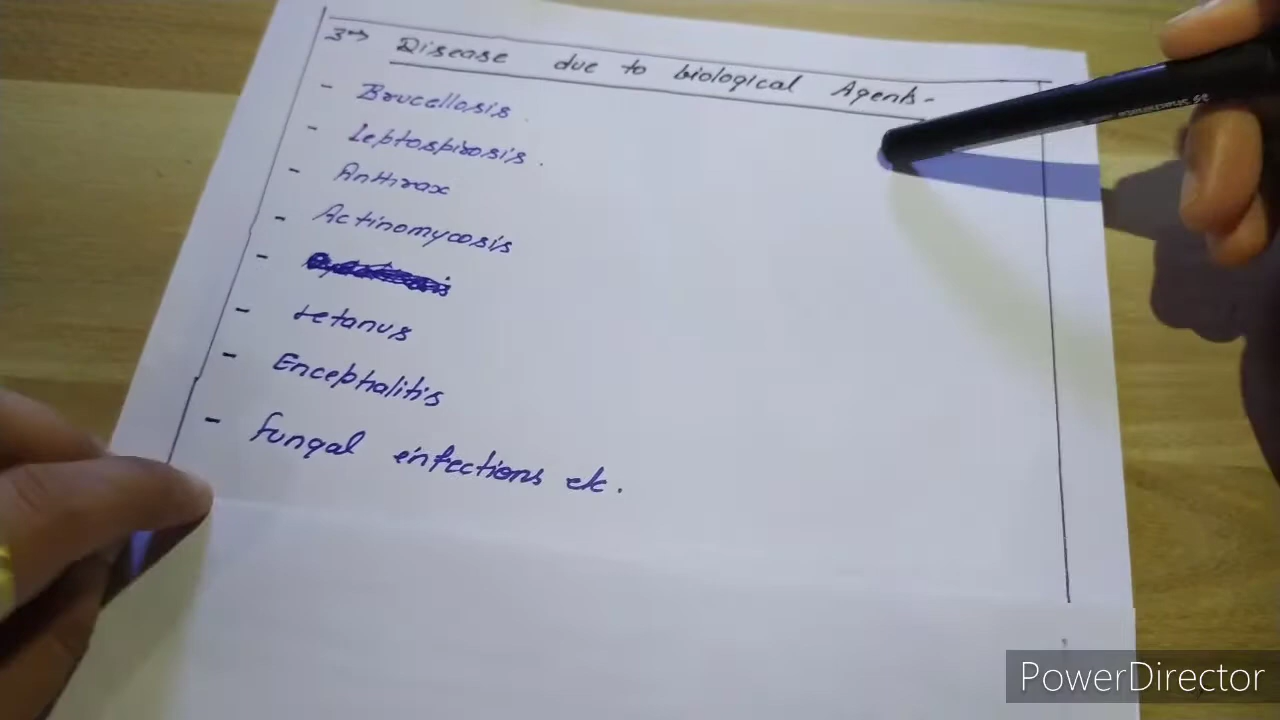 3⟶ Disease due to biological Agents-
- Brucellosis.
- Leptospirosis.
- Anthrax
- Actinomycosis
-
- tetanus
- Encephalitis
- fungal infections etc.
PowerDirector